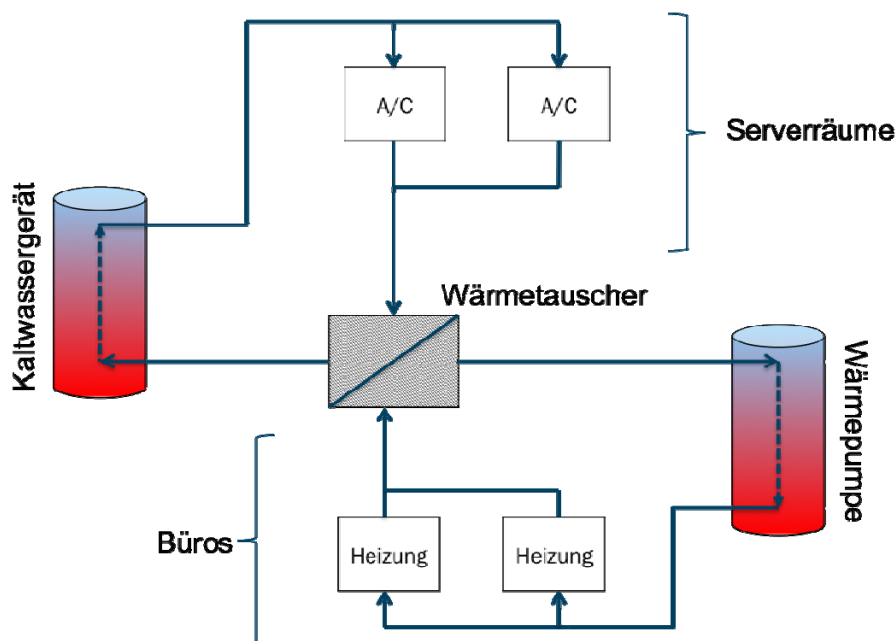 A/C
A/C
Serverräume
Kaltwassergerät
Wärmetauscher
Wärmepumpe
Büros
Heizung
Heizung